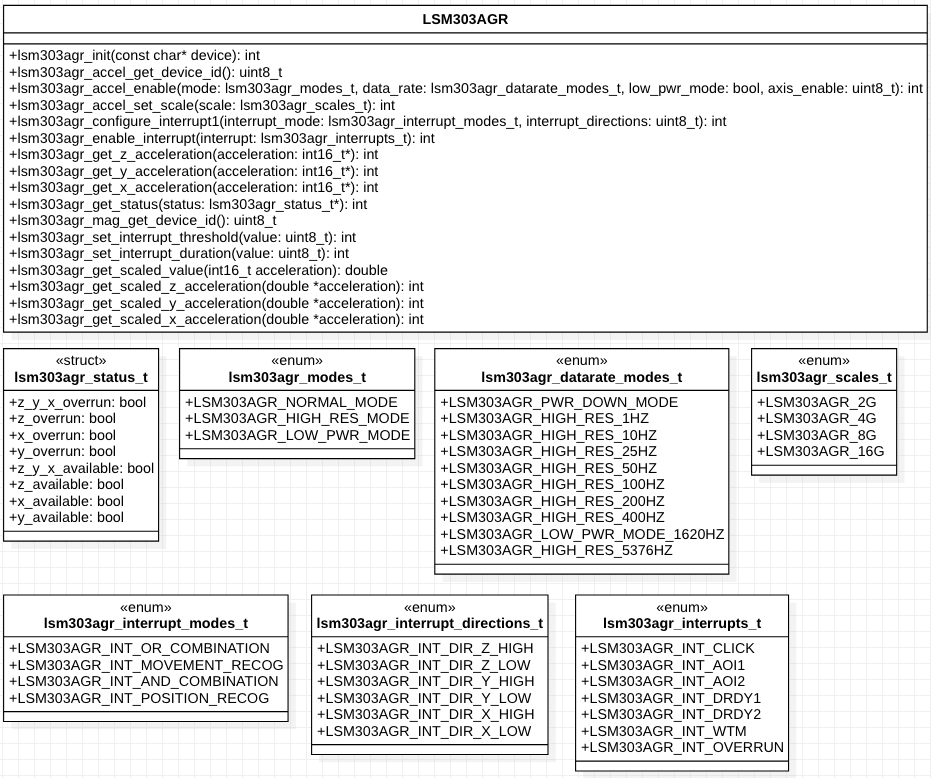 LSM303AGR
+lsm303agr_init(const char* device): int
+lsm303agr_accel_get_device_id(): uint8_t
+lsm303agr_accel_enable(mode: lsm303agr_modes_t, data_rate: lsm303agr_datarate_modes_t, low_pwr_mode: bool, axis_enable: uint8_t): int
+lsm303agr_accel_set_scale(scale: lsm303agr_scales_t): int
+lsm303agr_configure_interrupt1(interrupt_mode: lsm303agr_interrupt_modes_t, interrupt_directions: uint8_t): int
+lsm303agr_enable_interrupt(interrupt: lsm303agr_interrupts_t): int
+lsm303agr_get_z_acceleration(acceleration: int16_t*): int
+lsm303agr_get_y_acceleration(acceleration: int16_t*): int
+lsm303agr_get_x_acceleration(acceleration: int16_t*): int
+lsm303agr_get_status(status: lsm303agr_status_t*): int
+lsm303agr_mag_get_device_id(): uint8_t
+lsm303agr_set_interrupt_threshold(value: uint8_t): int
+lsm303agr_set_interrupt_duration(value: uint8_t): int
+lsm303agr_get_scaled_value(int16_t acceleration): double
+lsm303agr_get_scaled_z_acceleration(double *acceleration): int
+lsm303agr_get_scaled_y_acceleration(double *acceleration): int
+lsm303agr_get_scaled_x_acceleration(double *acceleration): int
«struct»
lsm303agr_status_t
+z_y_x_overrun: bool
+z_overrun: bool
+x_overrun: bool
+y_overrun: bool
+z_y_x_available: bool
+z_available: bool
+x_available: bool
+y_available: bool
«enum»
lsm303agr_modes_t
+LSM303AGR_NORMAL_MODE
+LSM303AGR_HIGH_RES_MODE
+LSM303AGR_LOW_PWR_MODE
«enum»
lsm303agr_datarate_modes_t
+LSM303AGR_PWR_DOWN_MODE
+LSM303AGR_HIGH_RES_1HZ
+LSM303AGR_HIGH_RES_10HZ
+LSM303AGR_HIGH_RES_25HZ
+LSM303AGR_HIGH_RES_50HZ
+LSM303AGR_HIGH_RES_100HZ
+LSM303AGR_HIGH_RES_200HZ
+LSM303AGR_HIGH_RES_400HZ
+LSM303AGR_LOW_PWR_MODE_1620HZ
+LSM303AGR_HIGH_RES_5376HZ
«enum»
lsm303agr_scales_t
+LSM303AGR_2G
+LSM303AGR_4G
+LSM303AGR_8G
+LSM303AGR_16G
«enum»
lsm303agr_interrupt_modes_t
+LSM303AGR_INT_OR_COMBINATION
+LSM303AGR_INT_MOVEMENT_RECOG
+LSM303AGR_INT_AND_COMBINATION
+LSM303AGR_INT_POSITION_RECOG
«enum»
lsm303agr_interrupt_directions_t
+LSM303AGR_INT_DIR_Z_HIGH
+LSM303AGR_INT_DIR_Z_LOW
+LSM303AGR_INT_DIR_Y_HIGH
+LSM303AGR_INT_DIR_Y_LOW
+LSM303AGR_INT_DIR_X_HIGH
+LSM303AGR_INT_DIR_X_LOW
«enum»
lsm303agr_interrupts_t
+LSM303AGR_INT_CLICK
+LSM303AGR_INT_AOI1
+LSM303AGR_INT_AOI2
+LSM303AGR_INT_DRDY1
+LSM303AGR_INT_DRDY2
+LSM303AGR_INT_WTM
+LSM303AGR_INT_OVERRUN